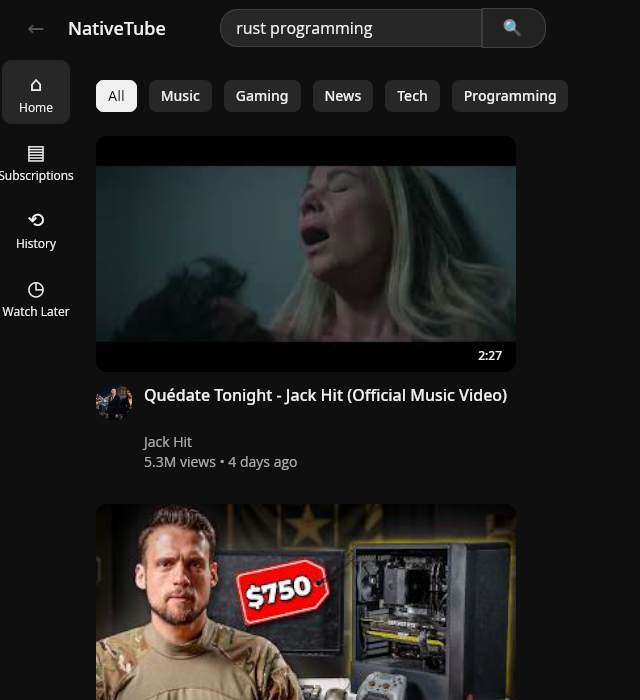 ← NativeTube
rust programming
Home
Subscriptions
History
Watch Later
All Music Gaming News Tech Programming
2:27
Quédate Tonight - Jack Hit (Official Music Video)
Jack Hit
5.3M views • 4 days ago
$750